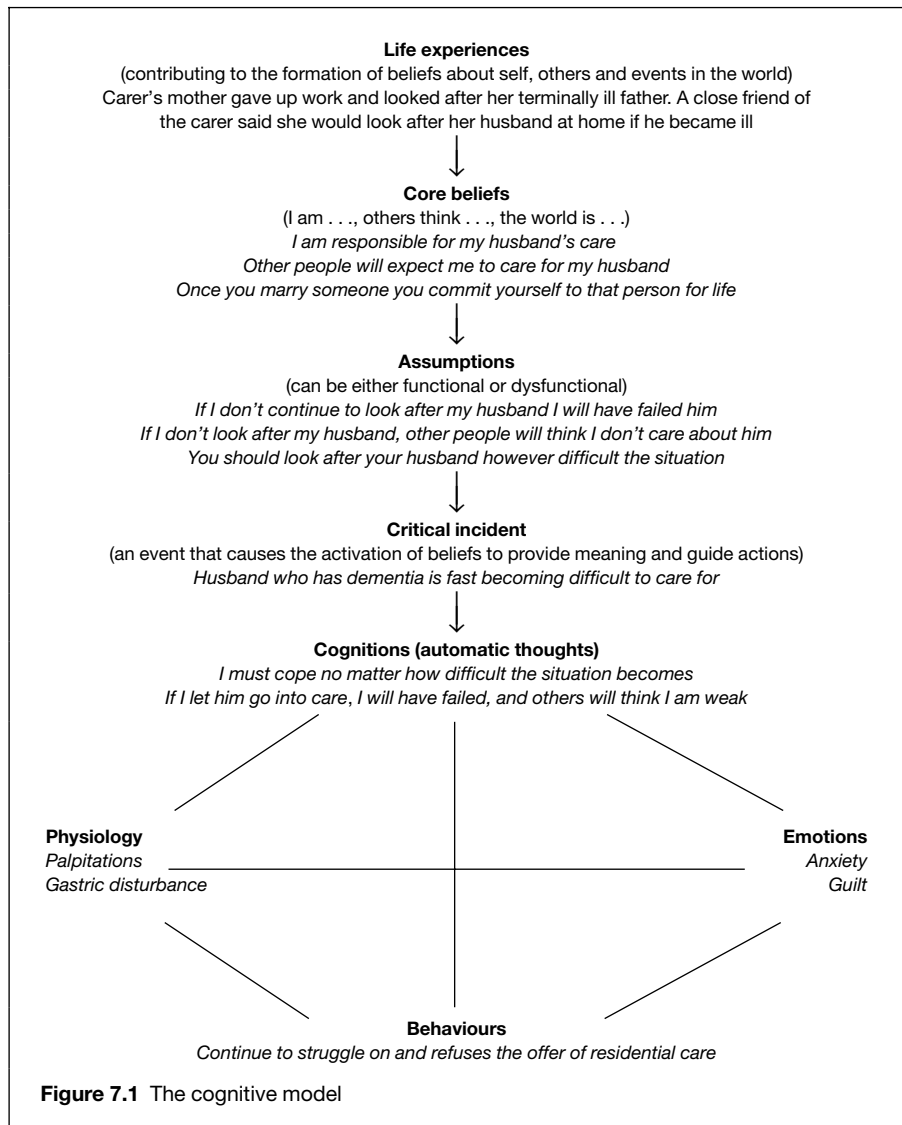 Life experiences
(contributing to the formation of beliefs about self, others and events in the world)
Carer's mother gave up work and looked after her terminally ill father. A close friend of
the carer said she would look after her husband at home if he became ill
Core beliefs
(I am . . ., others think . . ., the world is . . .)
I am responsible for my husband's care
Other people will expect me to care for my husband
Once you marry someone you commit yourself to that person for life
Assumptions
(can be either functional or dysfunctional)
If I don't continue to look after my husband I will have failed him
If I don't look after my husband, other people will think I don't care about him
You should look after your husband however difficult the situation
Critical incident
(an event that causes the activation of beliefs to provide meaning and guide actions)
Husband who has dementia is fast becoming difficult to care for
Cognitions (automatic thoughts)
I must cope no matter how difficult the situation becomes
If I let him go into care, I will have failed, and others will think I am weak
Physiology
Palpitations
Gastric disturbance
Emotions
Anxiety
Guilt
Behaviours
Continue to struggle on and refuses the offer of residential care
Figure 7.1 The cognitive model